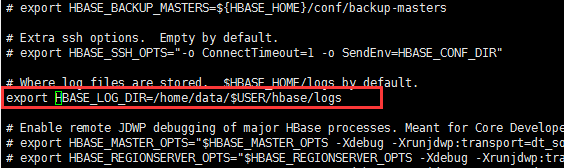 # export HBASE_BACKUP_MASTERS=${HBASE_HOME}/conf/backup-masters
# Extra ssh options.  Empty by default.
# export HBASE_SSH_OPTS="-o ConnectTimeout=1 -o SendEnv=HBASE_CONF_DIR"
# Where log files are stored.  $HBASE_HOME/logs by default.
export HBASE_LOG_DIR=/home/data/$USER/hbase/logs
# Enable remote JDWP debugging of major HBase processes. Meant for Core Develope
# export HBASE_MASTER_OPTS="$HBASE_MASTER_OPTS -Xdebug -Xrunjdwp:transport=dt_so
# export HBASE_REGIONSERVER_OPTS="$HBASE_REGIONSERVER_OPTS -Xdebug -Xrunjdwp:tra